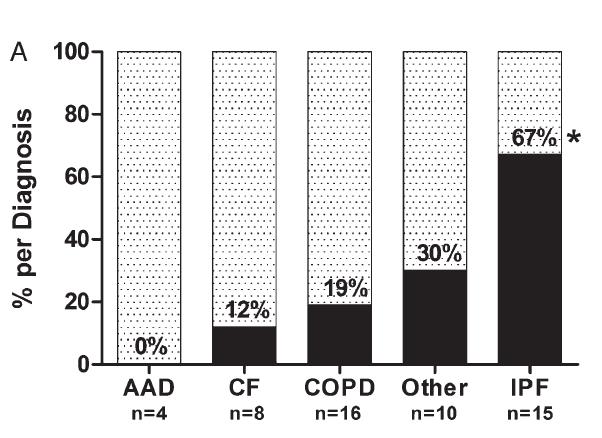 A
% per Diagnosis
100
80
60
40
20
0
0%
12%
19%
30%
67% *
AAD CF COPD Other IPF
n=4 n=8 n=16 n=10 n=15